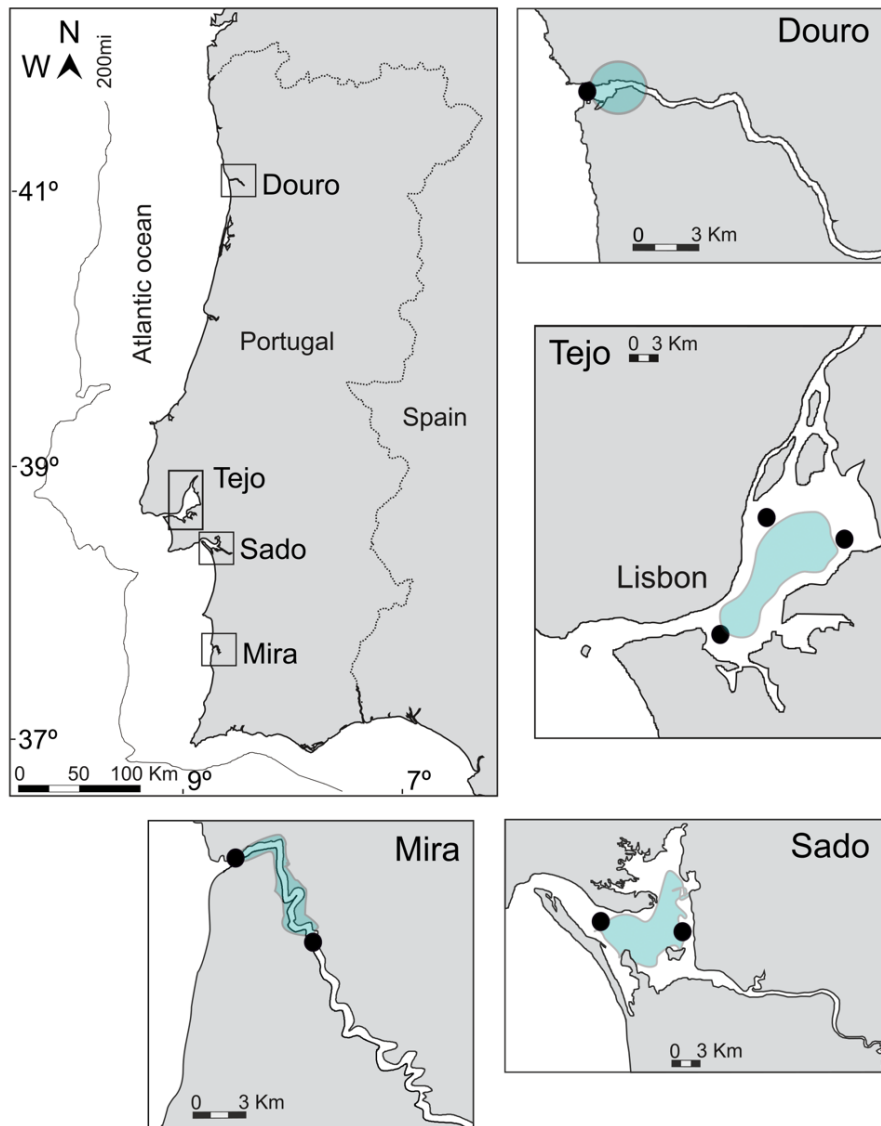 N
W
200mi
Atlantic ocean
41º
Douro
Portugal
Spain
39º
Tejo
Sado
Mira
37º
0 50 100 Km
9º
7º
Douro
0 3 Km
Tejo
0 3 Km
Lisbon
Mira
0 3 Km
Sado
0 3 Km